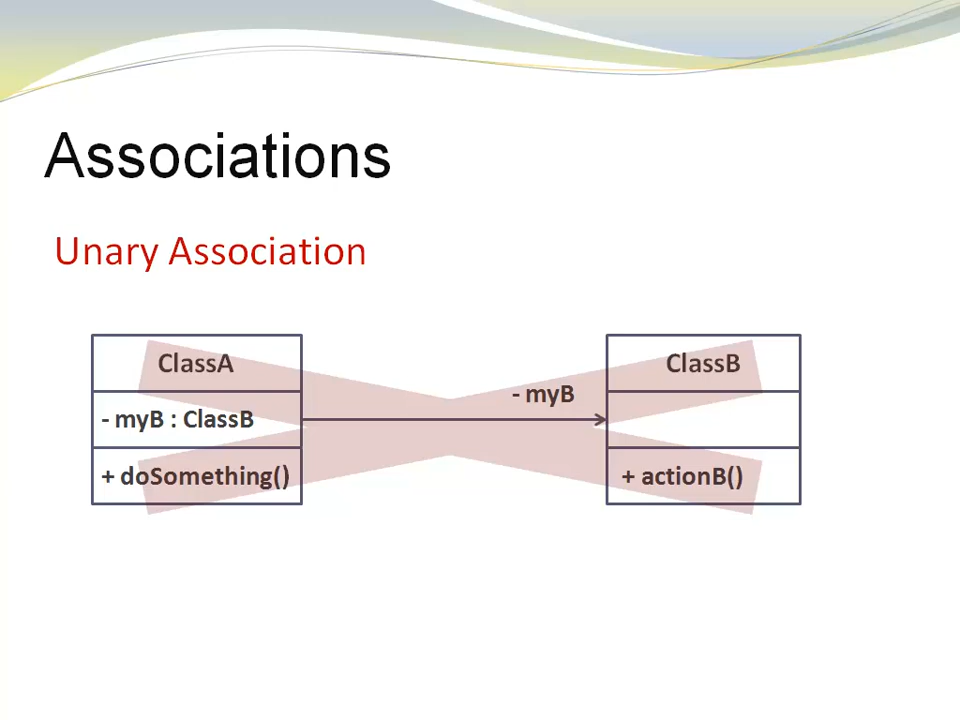 Associations
Unary Association
ClassA
- myB : ClassB
+ doSomething()
- myB
ClassB
+ actionB()